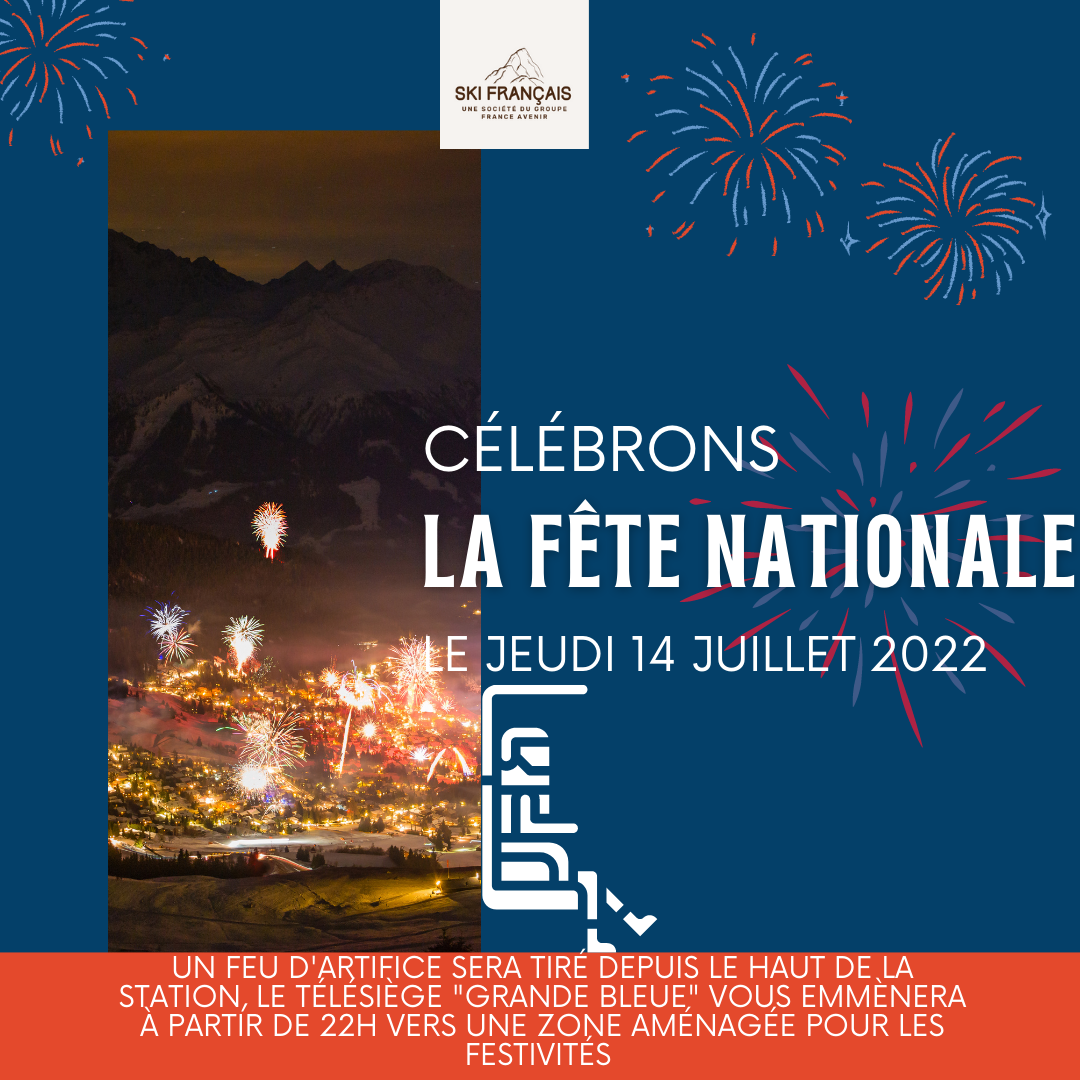 SKI FRANÇAIS
UNE SOCIÉTÉ DU GROUPE
FRANCE AVENIR
CÉLÉBRONS
LA FÊTE NATIONALE
LE JEUDI 14 JUILLET 2022
UN FEU D'ARTIFICE SERA TIRÉ DEPUIS LE HAUT DE LA
STATION, LE TÉLÉSIÈGE "GRANDE BLEUE" VOUS EMMÈNERA
À PARTIR DE 22H VERS UNE ZONE AMÉNAGÉE POUR LES
FESTIVITÉS